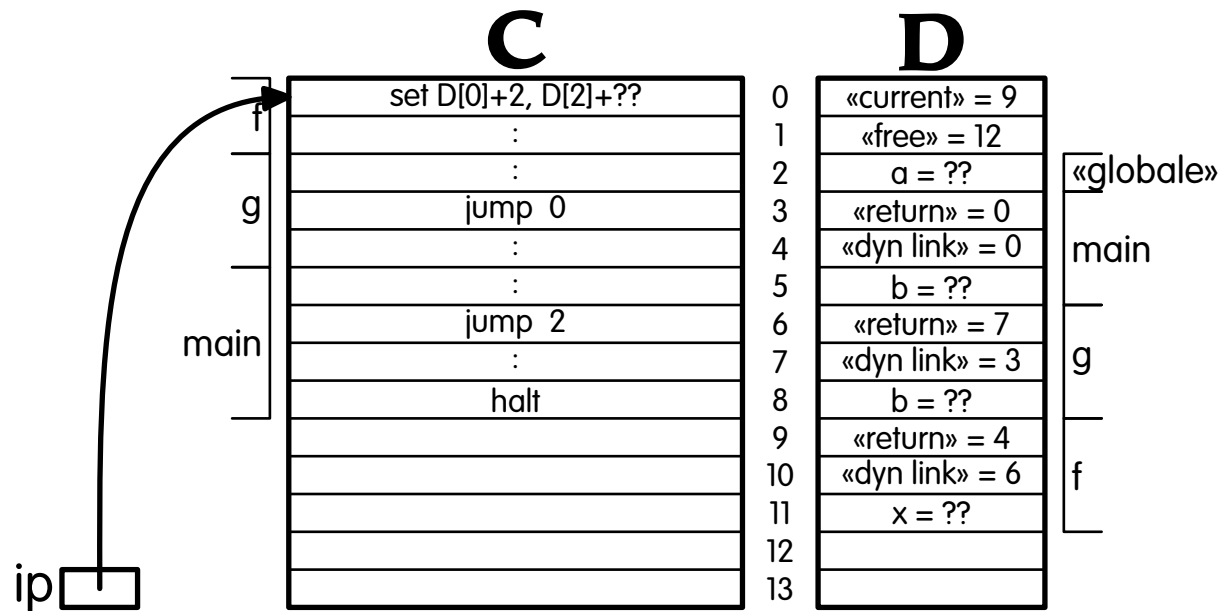 C D
set D[0]+2, D[2]+?? 0 «current» = 9
f : 1 «free» = 12
: 2 a = ?? «globale»
g jump 0 3 «return» = 0
: 4 «dyn link» = 0 main
: 5 b = ??
jump 2 6 «return» = 7
main : 7 «dyn link» = 3 g
halt 8 b = ??
9 «return» = 4
10 «dyn link» = 6 f
11 x = ??
12
ip 13